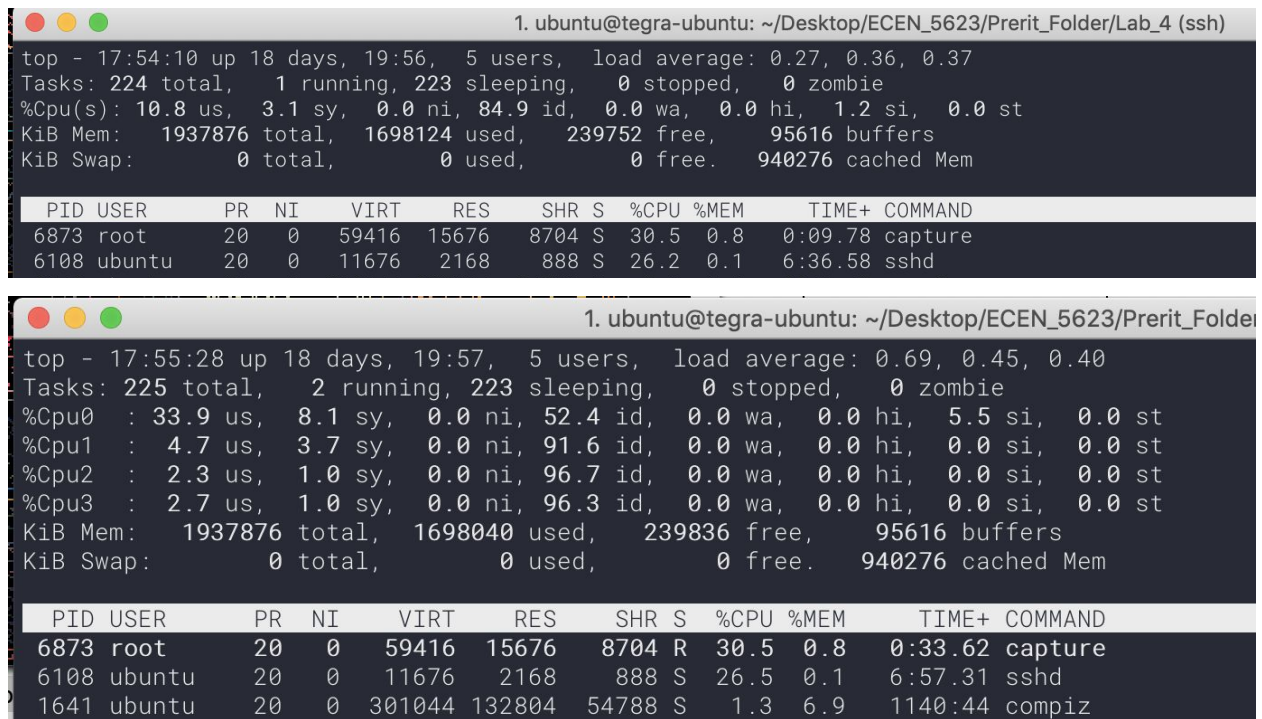 1. ubuntu@tegra-ubuntu: ~/Desktop/ECEN_5623/Prerit_Folder/Lab_4 (ssh)
top - 17:54:10 up 18 days, 19:56,  5 users,  load average: 0.27, 0.36, 0.37
Tasks: 224 total,   1 running, 223 sleeping,   0 stopped,   0 zombie
%Cpu(s): 10.8 us,  3.1 sy,  0.0 ni, 84.9 id,  0.0 wa,  0.0 hi,  1.2 si,  0.0 st
KiB Mem:   1937876 total,  1698124 used,   239752 free,    95616 buffers
KiB Swap:        0 total,        0 used,        0 free.   940276 cached Mem
PID USER      PR  NI    VIRT    RES    SHR S  %CPU %MEM     TIME+ COMMAND
6873 root      20   0   59416  15676   8704 S  30.5  0.8   0:09.78 capture
6108 ubuntu    20   0   11676   2168    888 S  26.2  0.1   6:36.58 sshd
1. ubuntu@tegra-ubuntu: ~/Desktop/ECEN_5623/Prerit_Folder
top - 17:55:28 up 18 days, 19:57,  5 users,  load average: 0.69, 0.45, 0.40
Tasks: 225 total,   2 running, 223 sleeping,   0 stopped,   0 zombie
%Cpu0  : 33.9 us,  8.1 sy,  0.0 ni, 52.4 id,  0.0 wa,  0.0 hi,  5.5 si,  0.0 st
%Cpu1  :  4.7 us,  3.7 sy,  0.0 ni, 91.6 id,  0.0 wa,  0.0 hi,  0.0 si,  0.0 st
%Cpu2  :  2.3 us,  1.0 sy,  0.0 ni, 96.7 id,  0.0 wa,  0.0 hi,  0.0 si,  0.0 st
%Cpu3  :  2.7 us,  1.0 sy,  0.0 ni, 96.3 id,  0.0 wa,  0.0 hi,  0.0 si,  0.0 st
KiB Mem:   1937876 total,  1698040 used,   239836 free,    95616 buffers
KiB Swap:        0 total,        0 used,        0 free.   940276 cached Mem
PID USER      PR  NI    VIRT    RES    SHR S  %CPU %MEM     TIME+ COMMAND
6873 root      20   0   59416  15676   8704 R  30.5  0.8   0:33.62 capture
6108 ubuntu    20   0   11676   2168    888 S  26.5  0.1   6:57.31 sshd
1641 ubuntu    20   0  301044 132804  54788 S   1.3  6.9   1140:44 compiz